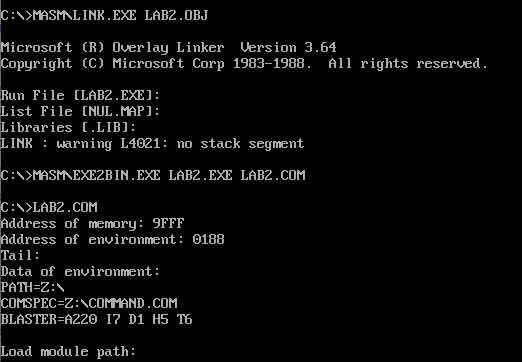 C:\>MASM\LINK.EXE LAB2.OBJ
Microsoft (R) Overlay Linker  Version 3.64
Copyright (C) Microsoft Corp 1983-1988.  All rights reserved.
Run File [LAB2.EXE]:
List File [NUL.MAP]:
Libraries [.LIB]:
LINK : warning L4021: no stack segment
C:\>MASM\EXE2BIN.EXE LAB2.EXE LAB2.COM
C:\>LAB2.COM
Address of memory: 9FFF
Address of environment: 0188
Tail:
Data of environment:
PATH=Z:\
COMSPEC=Z:\COMMAND.COM
BLASTER=A220 I7 D1 H5 T6
Load module path: